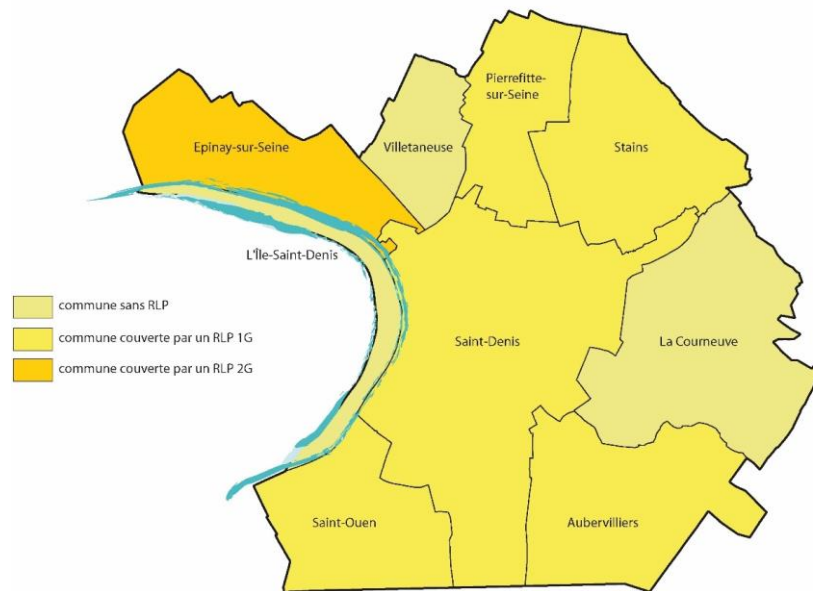 Pierrefitte-
sur-Seine
Epinay-sur-Seine
Villetaneuse
Stains
L'Île-Saint-Denis
commune sans RLP
commune couverte par un RLP 1G
commune couverte par un RLP 2G
Saint-Denis
La Courneuve
Saint-Ouen
Aubervilliers